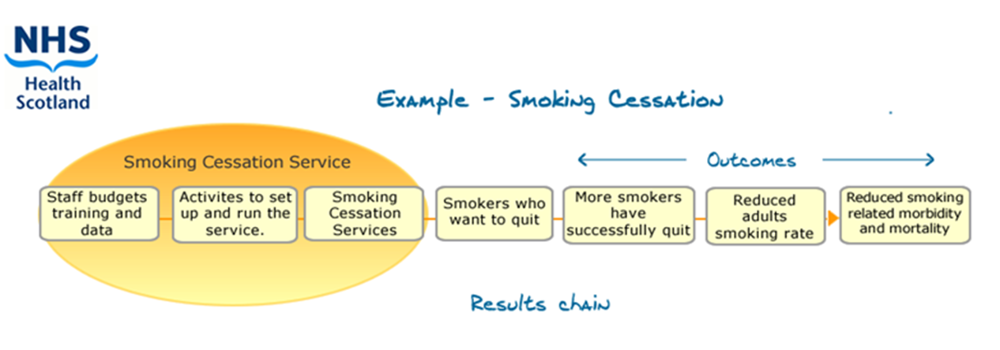 NHS
Health
Scotland
Example - Smoking Cessation
Smoking Cessation Service
Outcomes
Staff budgets
training and
data
Activites to set
up and run the
service.
Smoking
Cessation
Services
Smokers who
want to quit
More smokers
have
successfully quit
Reduced
adults
smoking rate
Reduced smoking
related morbidity
and mortality
Results chain